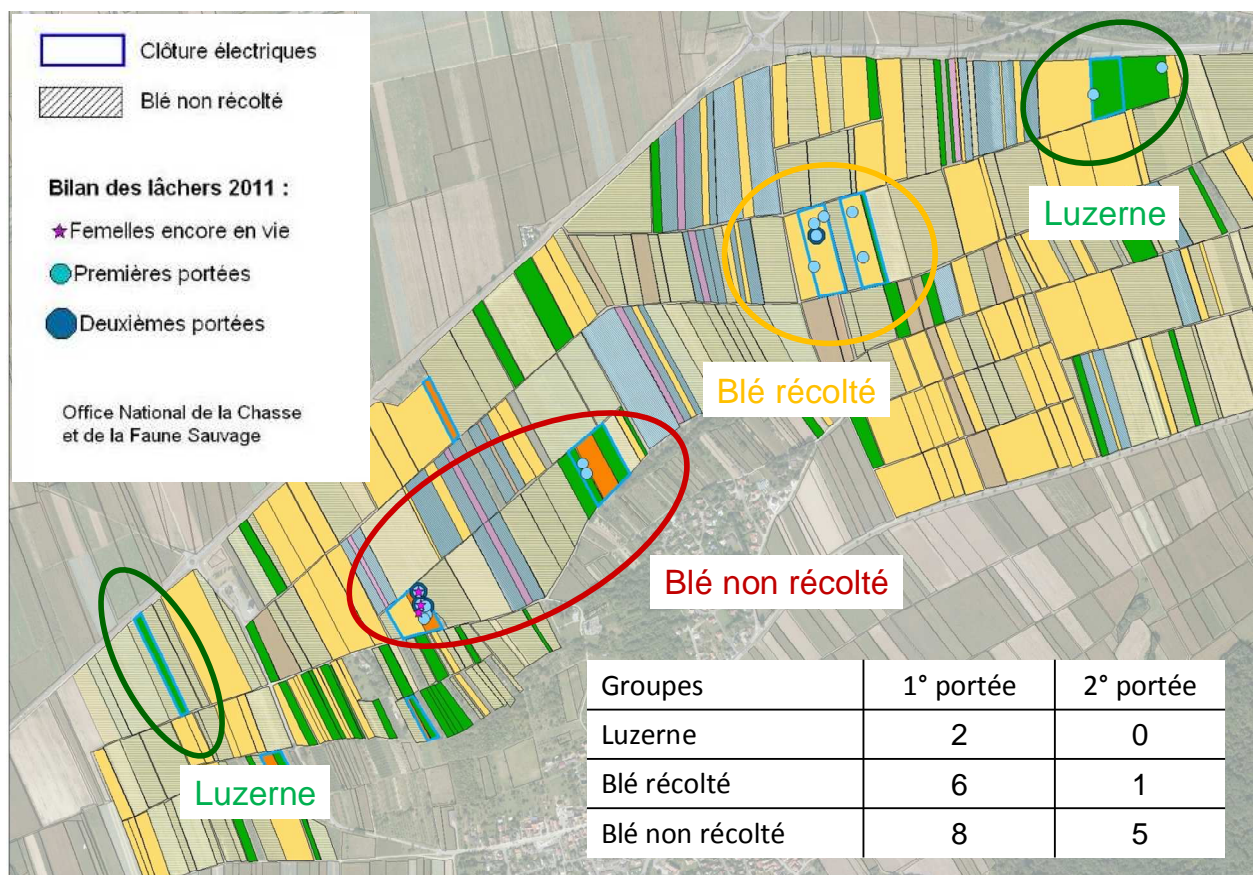 Clôture électriques
Blé non récolté
Bilan des lâchers 2011 :
Femelles encore en vie
Premières portées
Deuxièmes portées
Office National de la Chasse
et de la Faune Sauvage
Luzerne
Blé récolté
Blé non récolté
Luzerne
Groupes 1° portée 2° portée
Luzerne 2 0
Blé récolté 6 1
Blé non récolté 8 5